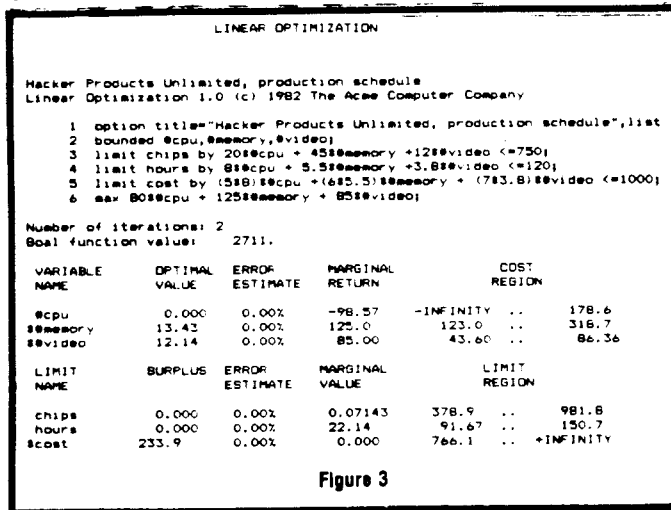 LINEAR OPTIMIZATION
Hacker Products Unlimited, production schedule
Linear Optimization 1.0 (c) 1982 The Acme Computer Company
1 option title="Hacker Products Unlimited, production schedule",list
2 bounded @cpu,@memory,@video;
3 limit chips by 20*@cpu + 45*@memory +12*@video <=750;
4 limit hours by 8*@cpu + 5.5*@memory +3.8*@video <=120;
5 limit cost by (5*8)*@cpu +(6*5.5)*@memory + (7*3.8)*@video <=1000;
6 max 80*@cpu + 125*@memory + 85*@video;
Number of iterations: 2
Goal function value: 2711.
VARIABLE OPTIMAL ERROR MARGINAL COST
NAME VALUE ESTIMATE RETURN REGION
@cpu 0.000 0.00% -98.57 -INFINITY .. 178.6
*@memory 13.43 0.00% 125.0 123.0 .. 318.7
*@video 12.14 0.00% 85.00 43.60 .. 86.36
LIMIT SURPLUS ERROR MARGINAL LIMIT
NAME ESTIMATE VALUE REGION
chips 0.000 0.00% 0.07143 378.9 .. 981.8
hours 0.000 0.00% 22.14 91.67 .. 150.7
*cost 233.9 0.00% 0.000 766.1 .. +INFINITY
Figure 3